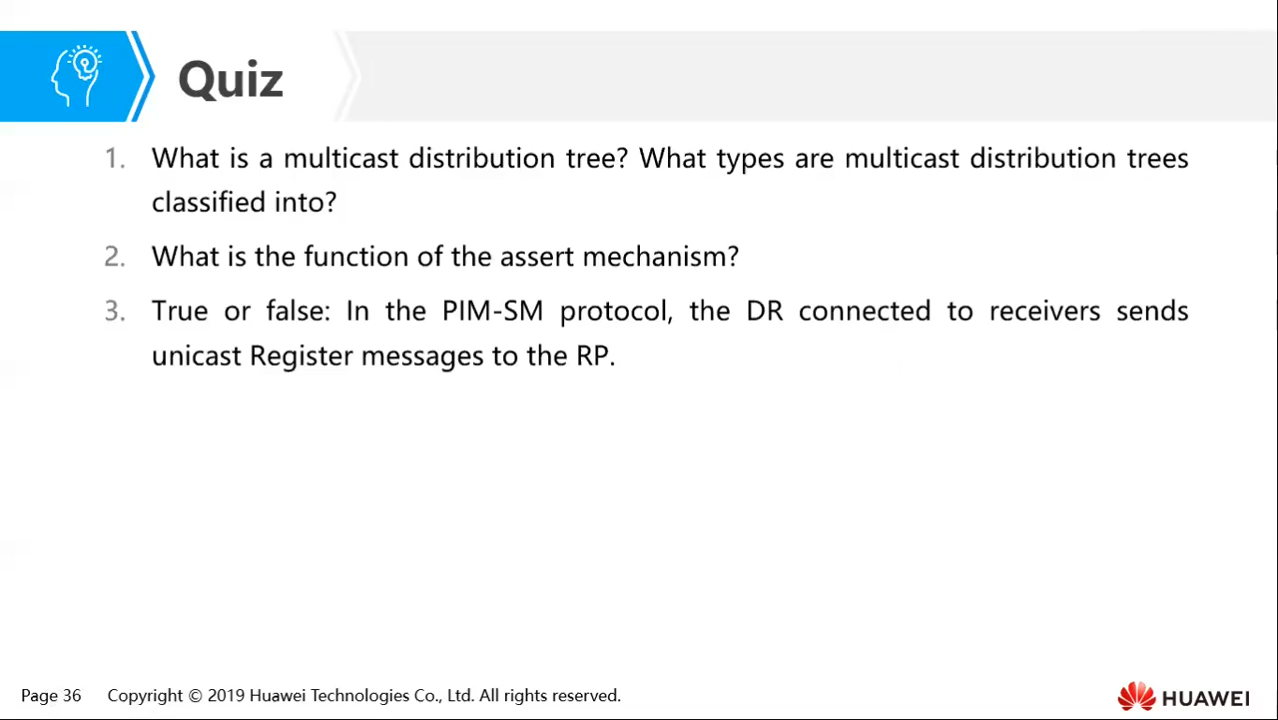 Quiz
1. What is a multicast distribution tree? What types are multicast distribution trees
classified into?
2. What is the function of the assert mechanism?
3. True or false: In the PIM-SM protocol, the DR connected to receivers sends
unicast Register messages to the RP.
Page 36 Copyright © 2019 Huawei Technologies Co., Ltd. All rights reserved.
HUAWEI